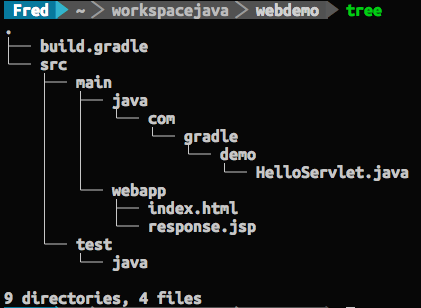 Fred ~ workspacejava webdemo tree
.
├── build.gradle
└── src
    ├── main
    │   ├── java
    │   │   └── com
    │   │       └── gradle
    │   │           └── demo
    │   │               └── HelloServlet.java
    │   └── webapp
    │       ├── index.html
    │       └── response.jsp
    └── test
        └── java
9 directories, 4 files